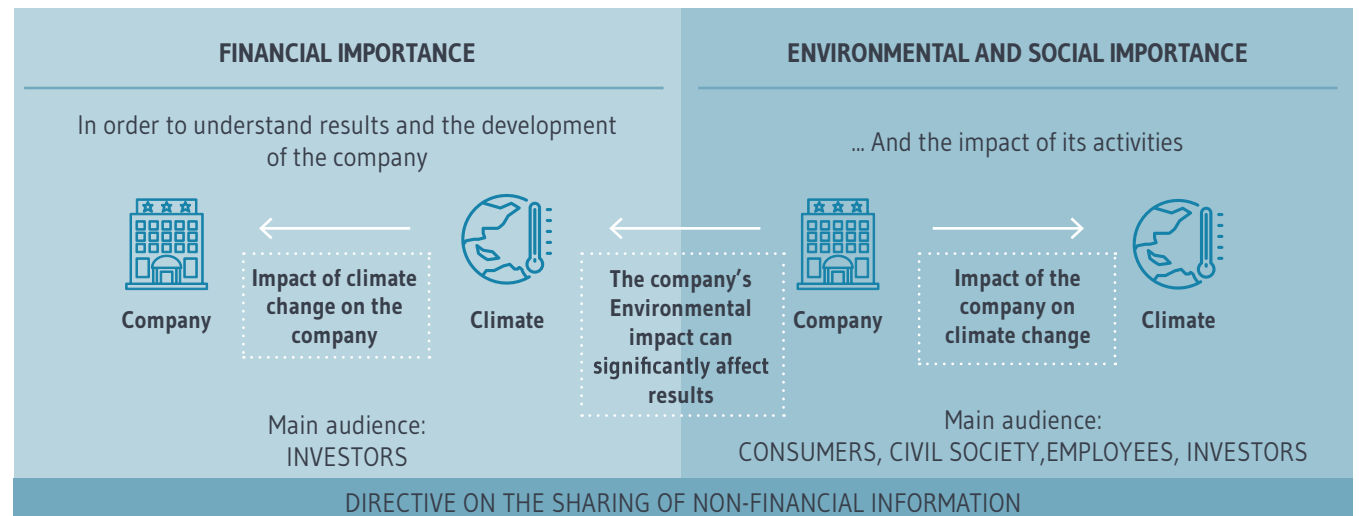 FINANCIAL IMPORTANCE
In order to understand results and the development
of the company
Company
Impact of climate
change on the
company
Climate
Main audience:
INVESTORS
The company's
Environmental
impact can
significantly affect
results
ENVIRONMENTAL AND SOCIAL IMPORTANCE
... And the impact of its activities
Company
Impact of the
company on
climate change
Climate
Main audience:
CONSUMERS, CIVIL SOCIETY,EMPLOYEES, INVESTORS
DIRECTIVE ON THE SHARING OF NON-FINANCIAL INFORMATION